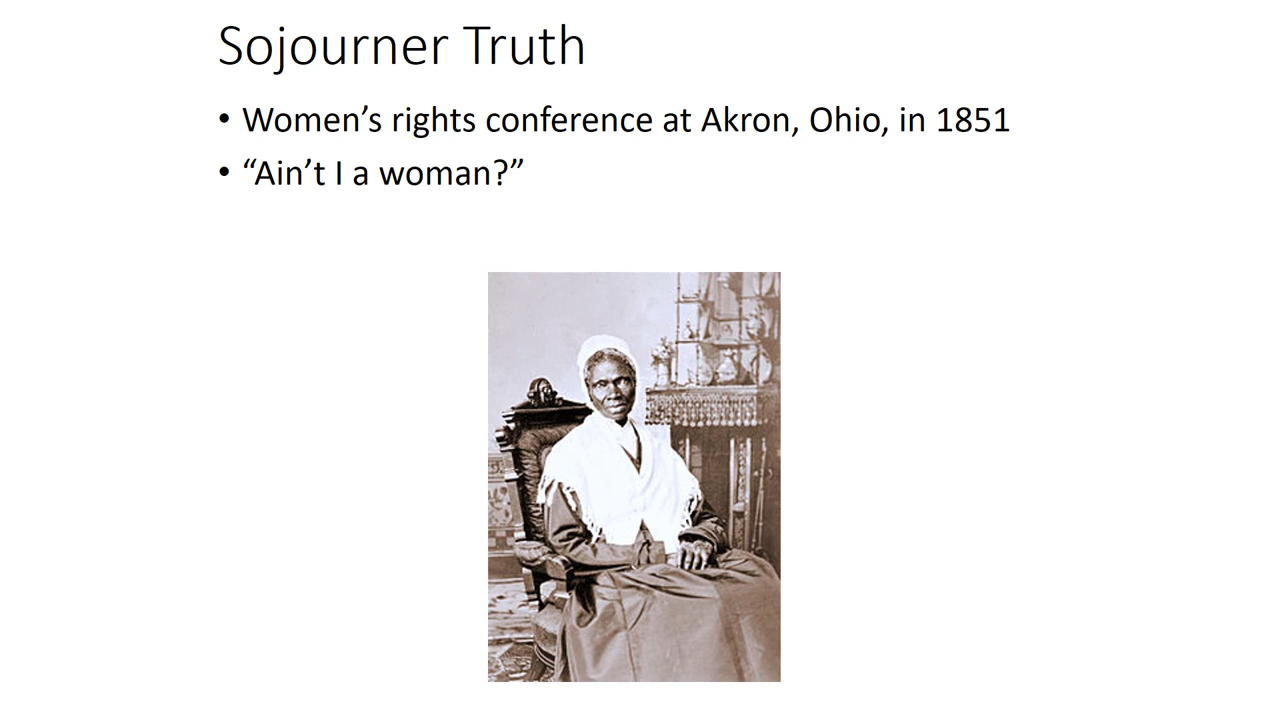 Sojourner Truth
• Women’s rights conference at Akron, Ohio, in 1851
• “Ain’t I a woman?”